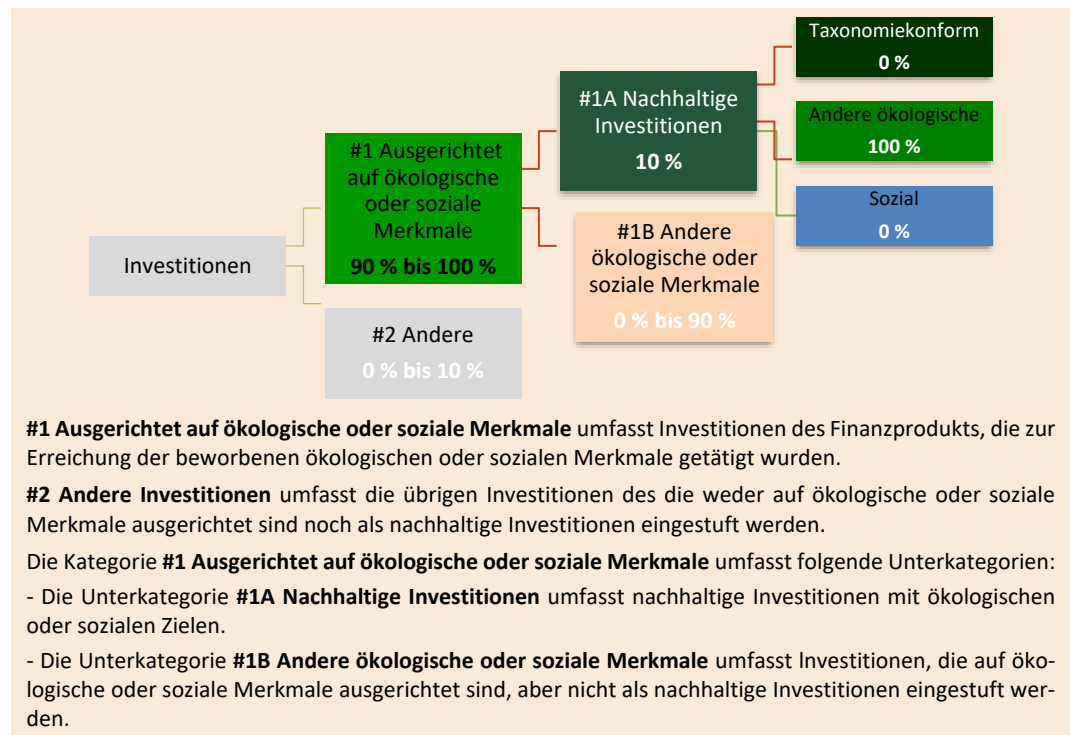 Taxonomiekonform
0 %
#1A Nachhaltige
Investitionen
10 %
Andere ökologische
100 %
#1 Ausgerichtet
auf ökologische
oder soziale
Merkmale
90 % bis 100 %
Sozial
0 %
#1B Andere
ökologische oder
soziale Merkmale
0 % bis 90 %
Investitionen
#2 Andere
0 % bis 10 %
#1 Ausgerichtet auf ökologische oder soziale Merkmale umfasst Investitionen des Finanzprodukts, die zur
Erreichung der beworbenen ökologischen oder sozialen Merkmale getätigt wurden.
#2 Andere Investitionen umfasst die übrigen Investitionen des die weder auf ökologische oder soziale
Merkmale ausgerichtet sind noch als nachhaltige Investitionen eingestuft werden.
Die Kategorie #1 Ausgerichtet auf ökologische oder soziale Merkmale umfasst folgende Unterkategorien:
- Die Unterkategorie #1A Nachhaltige Investitionen umfasst nachhaltige Investitionen mit ökologischen
oder sozialen Zielen.
- Die Unterkategorie #1B Andere ökologische oder soziale Merkmale umfasst lnvestitionen, die auf öko-
logische oder soziale Merkmale ausgerichtet sind, aber nicht als nachhaltige Investitionen eingestuft wer-
den.